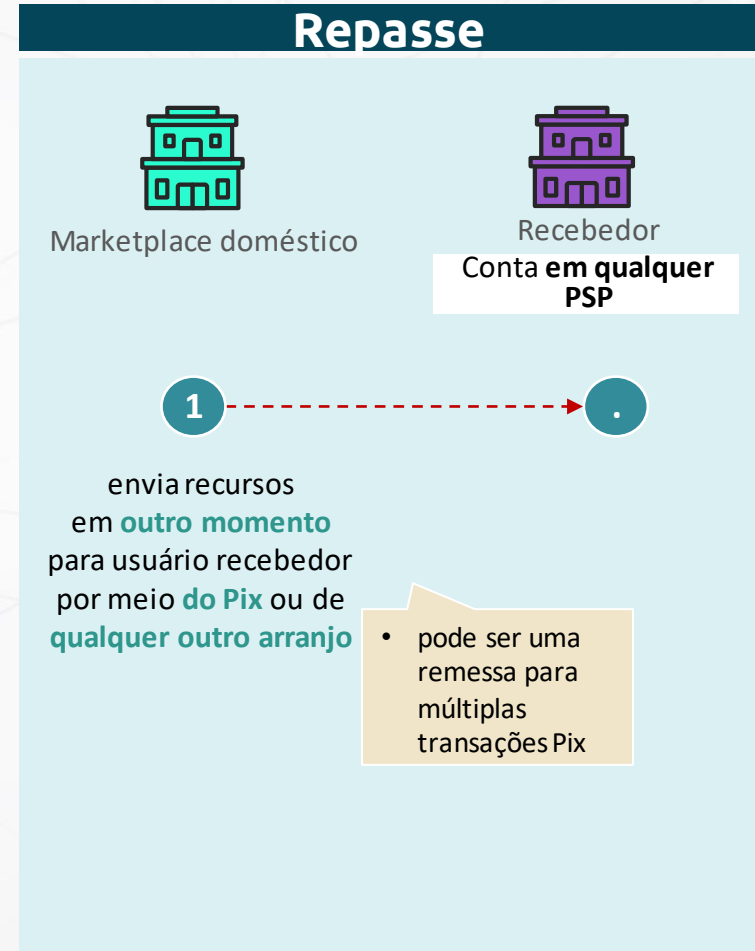 Repasse
Marketplace doméstico
Recebedor
Conta em qualquer
PSP
1
.
envia recursos
em outro momento
para usuário recebedor
por meio do Pix ou de
qualquer outro arranjo
• pode ser uma
remessa para
múltiplas
transações Pix